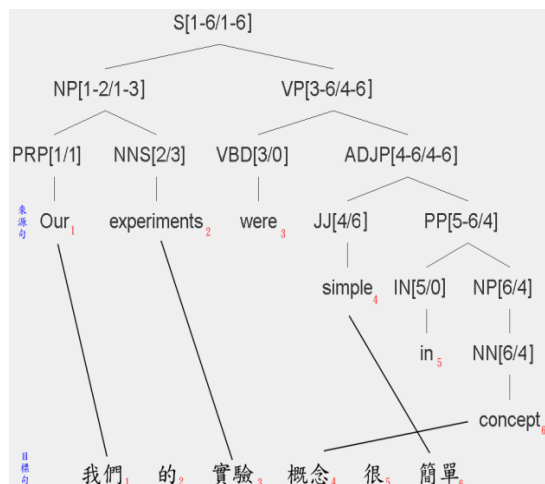 S[1-6/1-6]
NP[1-2/1-3] VP[3-6/4-6]
PRP[1/1] NNS[2/3] VBD[3/0] ADJP[4-6/4-6]
來源句 Our1 experiments2 were3 JJ[4/6] PP[5-6/4]
simple4 IN[5/0] NP[6/4]
in5 NN[6/4]
concept6
目標句 我們1 的2 實驗3 概念4 很5 簡單6